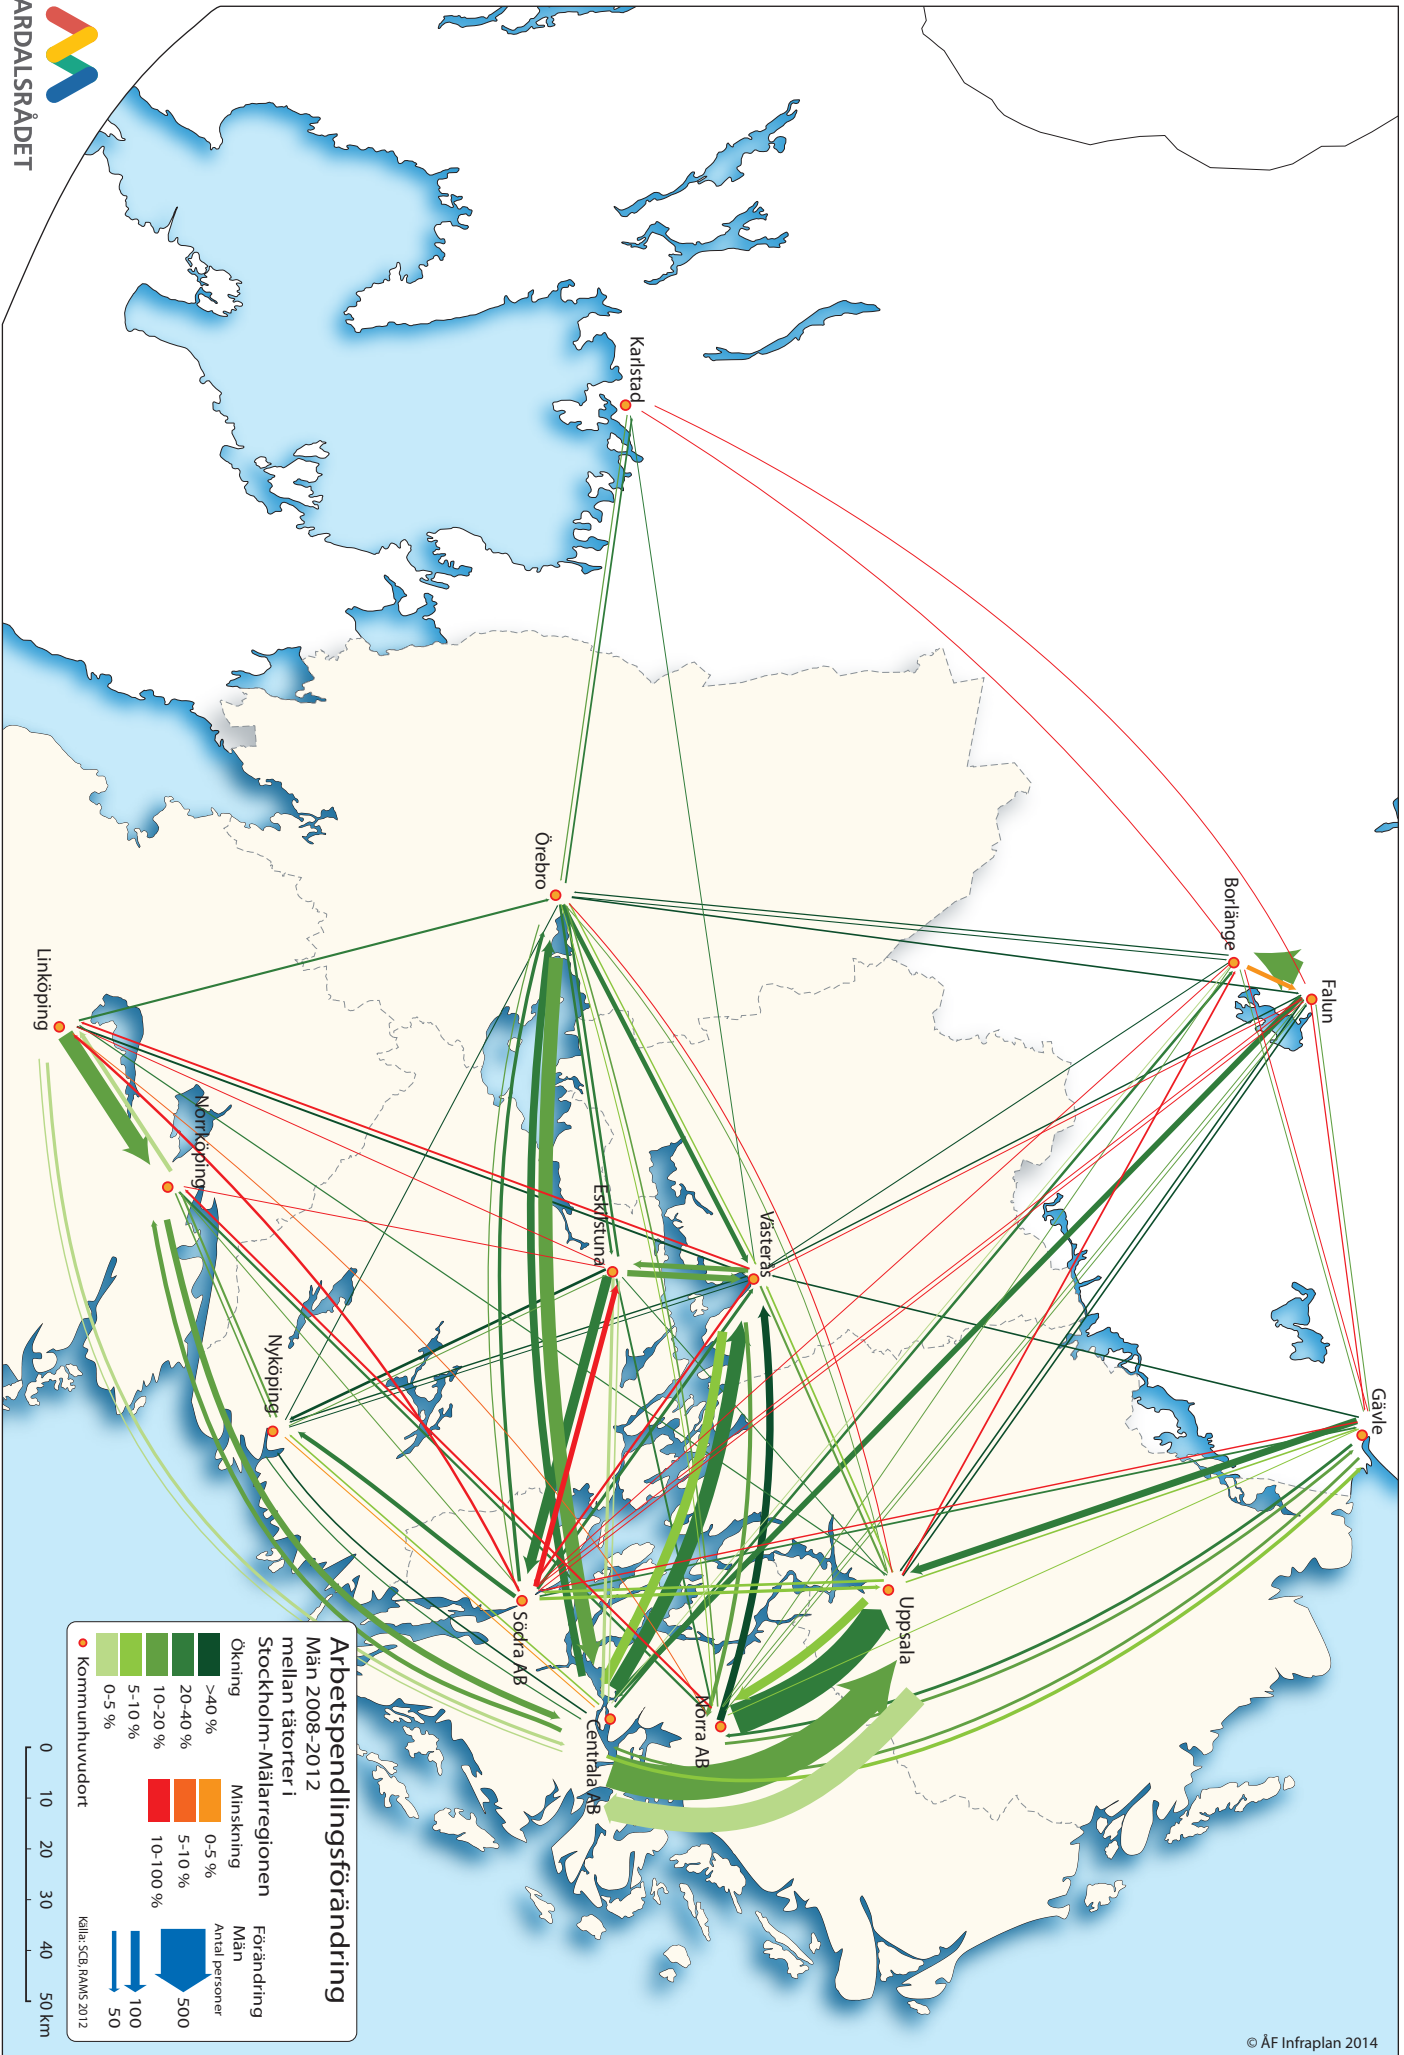 ARDALSRÅDET
Karlstad
Örebro
Borlänge
Falun
Linköping
Norrköping
Eskilstuna
Västerås
Nyköping
Gävle
Södra AB
Uppsala
Norra AB
Centrala AB
Arbetspendlingsförändring
Män 2008-2012
mellan tätorter i
Stockholm-Mälarregionen
Ökning
>40 %
20-40 %
10-20 %
5-10 %
0-5 %
Minskning
0-5 %
5-10 %
10-100 %
Förändring
Män
Antal personer
500
100
50
Kommunhuvudort
Källa: SCB, RAMS 2012
0 10 20 30 40 50 km
© ÅF Infraplan 2014